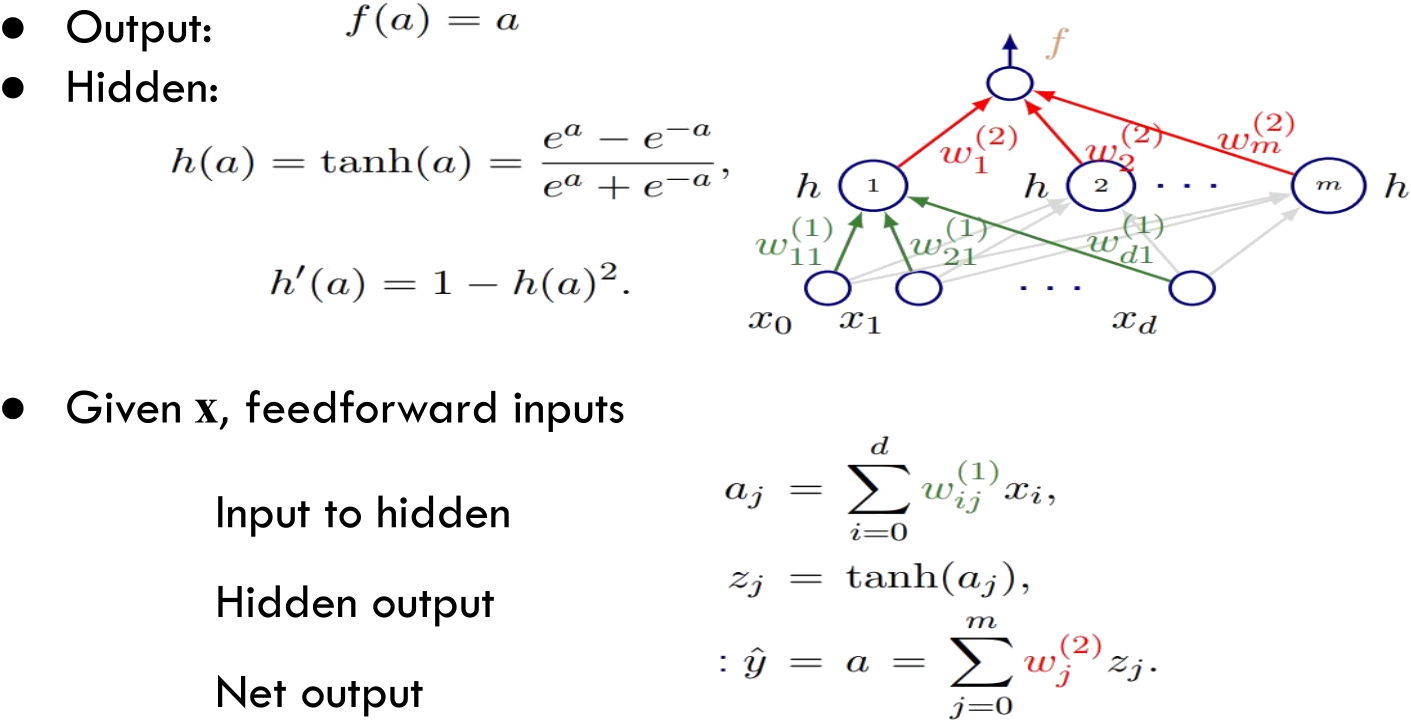 ● Output: f(a) = a
● Hidden:
h(a) = tanh(a) = \frac{e^a − e^{−a}}{e^a + e^{−a}},
h′(a) = 1 − h(a)^2.
f
w_1^{(2)} w_2^{(2)} w_m^{(2)}
h 1 h 2 · · · m h
w_{11}^{(1)} w_{21}^{(1)} w_{d1}^{(1)}
· · ·
x_0 x_1 x_d
● Given x, feedforward inputs
Input to hidden a_j = \sum_{i=0}^{d} w_{ij}^{(1)} x_i,
Hidden output z_j = tanh(a_j),
Net output : ŷ = a = \sum_{j=0}^{m} w_j^{(2)} z_j.